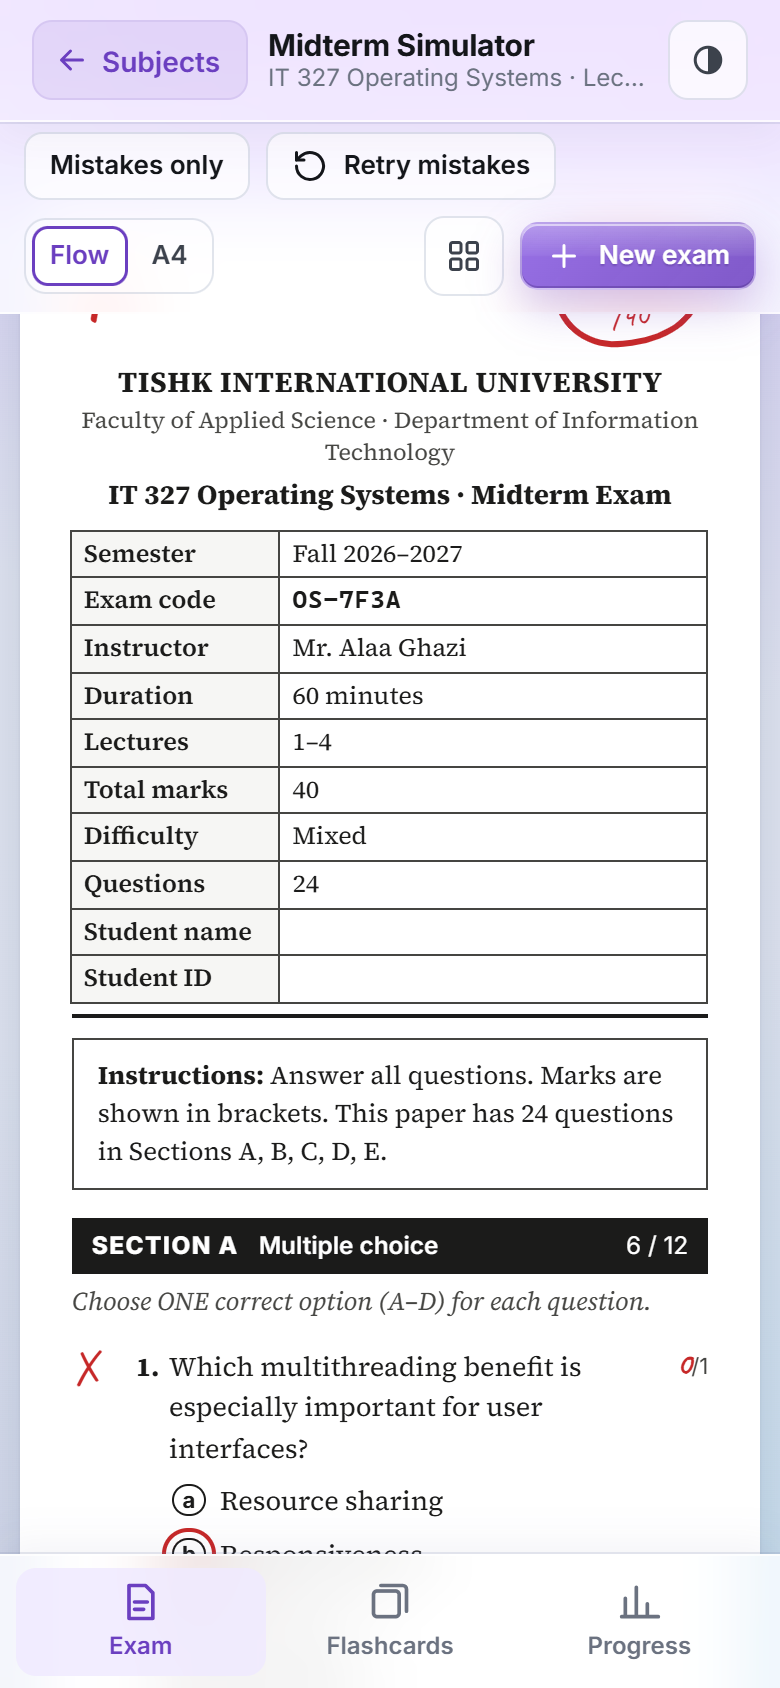 Subjects
Midterm Simulator
IT 327 Operating Systems · Lec...
Mistakes only
Retry mistakes
Flow
A4
New exam
/40
TISHK INTERNATIONAL UNIVERSITY
Faculty of Applied Science · Department of Information
Technology
IT 327 Operating Systems · Midterm Exam
Semester Fall 2026–2027
Exam code OS-7F3A
Instructor Mr. Alaa Ghazi
Duration 60 minutes
Lectures 1–4
Total marks 40
Difficulty Mixed
Questions 24
Student name
Student ID
Instructions: Answer all questions. Marks are
shown in brackets. This paper has 24 questions
in Sections A, B, C, D, E.
SECTION A Multiple choice 6 / 12
Choose ONE correct option (A–D) for each question.
1. Which multithreading benefit is 0/1
especially important for user
interfaces?
a Resource sharing
b Responsiveness
Exam
Flashcards
Progress